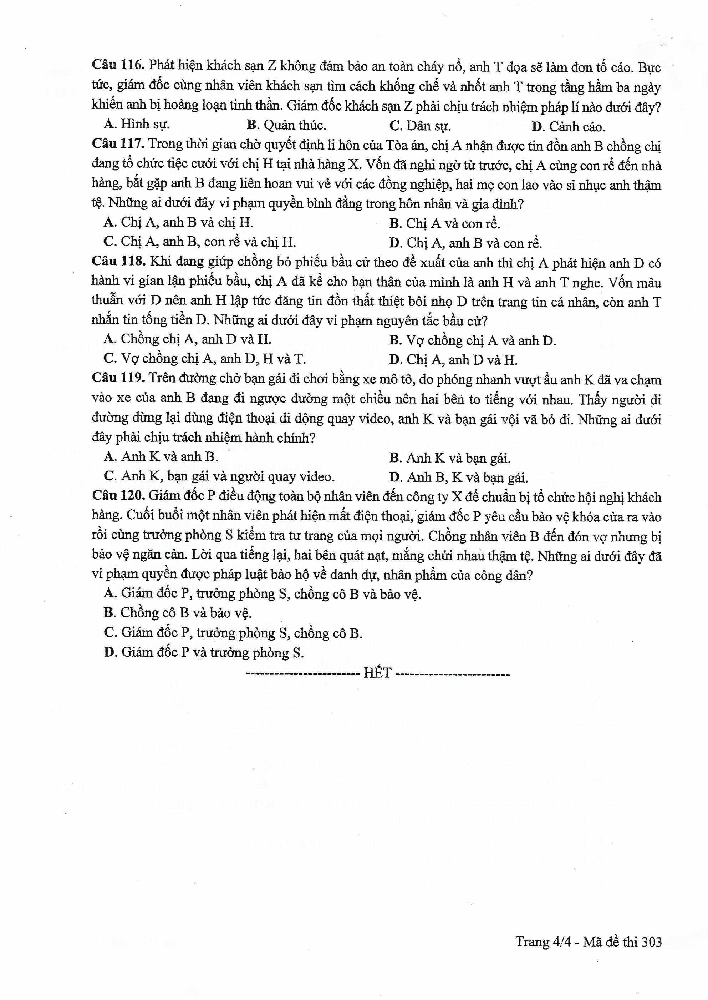 Câu 116. Phát hiện khách sạn Z không đảm bảo an toàn cháy nổ, anh T dọa sẽ làm đơn tố cáo. Bực
tức, giám đốc cùng nhân viên khách sạn tìm cách khống chế và nhốt anh T trong tầng hầm ba ngày
khiến anh bị hoảng loạn tinh thần. Giám đốc khách sạn Z phải chịu trách nhiệm pháp lí nào dưới đây?
A. Hình sự. B. Quản thúc. C. Dân sự. D. Cảnh cáo.
Câu 117. Trong thời gian chờ quyết định li hôn của Tòa án, chị A nhận được tin đồn anh B chồng chị
đang tổ chức tiệc cưới với chị H tại nhà hàng X. Vốn đã nghi ngờ từ trước, chị A cùng con rể đến nhà
hàng, bắt gặp anh B đang liên hoan vui vẻ với các đồng nghiệp, hai mẹ con lao vào sỉ nhục anh thậm
tệ. Những ai dưới đây vi phạm quyền bình đẳng trong hôn nhân và gia đình?
A. Chị A, anh B và chị H. B. Chị A và con rể.
C. Chị A, anh B, con rể và chị H. D. Chị A, anh B và con rể.
Câu 118. Khi đang giúp chồng bỏ phiếu bầu cử theo đề xuất của anh thì chị A phát hiện anh D có
hành vi gian lận phiếu bầu, chị A đã kể cho bạn thân của mình là anh H và anh T nghe. Vốn mâu
thuẫn với D nên anh H lập tức đăng tin đồn thất thiệt bôi nhọ D trên trang tin cá nhân, còn anh T
nhắn tin tống tiền D. Những ai dưới đây vi phạm nguyên tắc bầu cử?
A. Chồng chị A, anh D và H. B. Vợ chồng chị A và anh D.
C. Vợ chồng chị A, anh D, H và T. D. Chị A, anh D và H.
Câu 119. Trên đường chở bạn gái đi chơi bằng xe mô tô, do phóng nhanh vượt ẩu anh K đã va chạm
vào xe của anh B đang đi ngược đường một chiều nên hai bên to tiếng với nhau. Thấy người đi
đường dừng lại dùng điện thoại di động quay video, anh K và bạn gái vội vã bỏ đi. Những ai dưới
đây phải chịu trách nhiệm hành chính?
A. Anh K và anh B. B. Anh K và bạn gái.
C. Anh K, bạn gái và người quay video. D. Anh B, K và bạn gái.
Câu 120. Giám đốc P điều động toàn bộ nhân viên đến công ty X để chuẩn bị tổ chức hội nghị khách
hàng. Cuối buổi một nhân viên phát hiện mất điện thoại, giám đốc P yêu cầu bảo vệ khóa cửa ra vào
rồi cùng trưởng phòng S kiểm tra tư trang của mọi người. Chồng nhân viên B đến đón vợ nhưng bị
bảo vệ ngăn cản. Lời qua tiếng lại, hai bên quát nạt, mắng chửi nhau thậm tệ. Những ai dưới đây đã
vi phạm quyền được pháp luật bảo hộ về danh dự, nhân phẩm của công dân?
A. Giám đốc P, trưởng phòng S, chồng cô B và bảo vệ.
B. Chồng cô B và bảo vệ.
C. Giám đốc P, trưởng phòng S, chồng cô B.
D. Giám đốc P và trưởng phòng S.
------------------------ HẾT ------------------------
Trang 4/4 - Mã đề thi 303